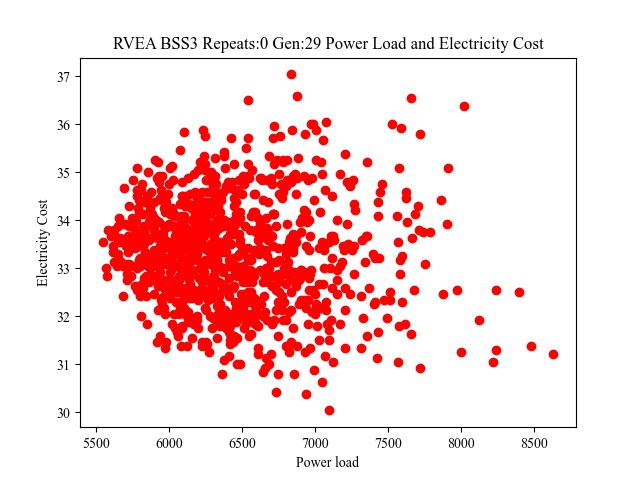 RVEA BSS3 Repeats:0 Gen:29 Power Load and Electricity Cost
37
36
35
34
33
32
31
30
Electricity Cost
5500 6000 6500 7000 7500 8000 8500
Power load